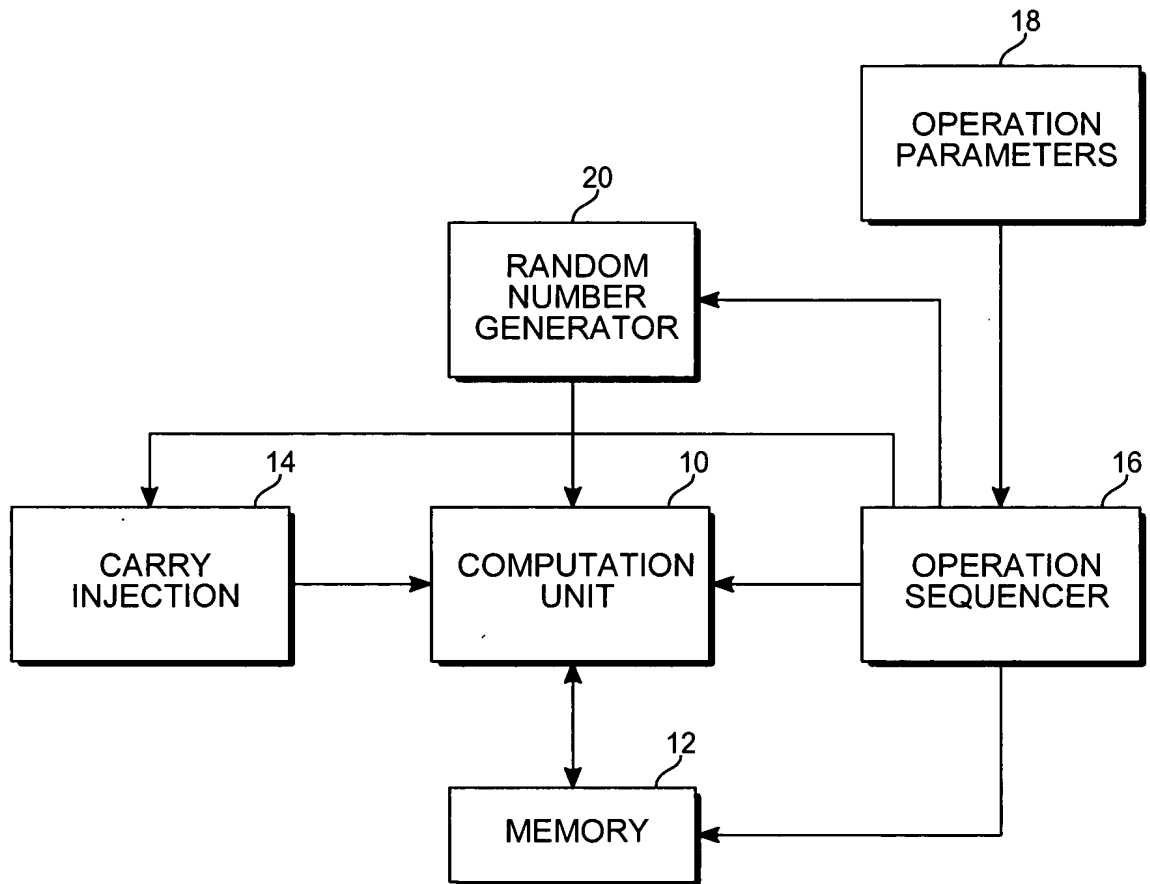 18
OPERATION
PARAMETERS
20
RANDOM
NUMBER
GENERATOR
14
CARRY
INJECTION
10
COMPUTATION
UNIT
16
OPERATION
SEQUENCER
12
MEMORY